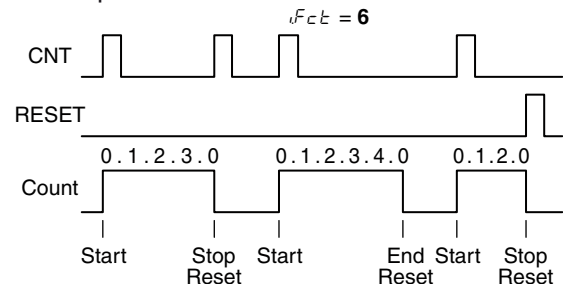 iFct = 6
CNT
RESET
0.1.2.3.0 0.1.2.3.4.0 0.1.2.0
Count
Start Stop Reset Start End Reset Start Stop Reset